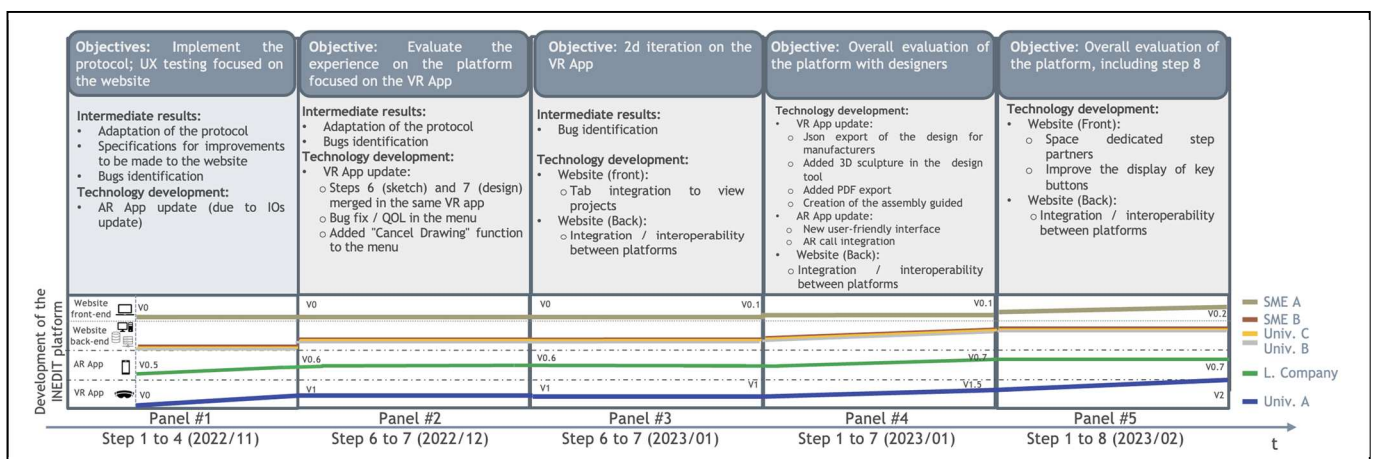 Objectives: Implement the
protocol; UX testing focused on
the website
Intermediate results:
• Adaptation of the protocol
• Specifications for improvements
to be made to the website
• Bugs identification
Technology development:
• AR App update (due to IOs
update)
Objective: Evaluate the
experience on the platform
focused on the VR App
Intermediate results:
• Adaptation of the protocol
• Bugs identification
Technology development:
• VR App update:
o Steps 6 (sketch) and 7 (design)
merged in the same VR app
o Bug fix / QOL in the menu
o Added "Cancel Drawing" function
to the menu
Objective: 2d iteration on the
VR App
Intermediate results:
• Bug identification
Technology development:
• Website (front):
o Tab integration to view
projects
• Website (Back):
o Integration / interoperability
between platforms
Objective: Overall evaluation of
the platform with designers
Technology development:
• VR App update:
o Json export of the design for
manufacturers
o Added 3D sculpture in the design
tool
o Added PDF export
o Creation of the assembly guided
• AR App update:
o New user-friendly interface
o AR call integration
• Website (Back):
o Integration / interoperability
between platforms
Objective: Overall evaluation of
the platform, including step 8
Technology development:
• Website (Front):
o Space dedicated step
partners
o Improve the display of key
buttons
• Website (Back):
o Integration / interoperability
between platforms
Development of the
INEDIT platform
Website
front-end
V0
V0
V0
V0.1
V0.1
V0.2
Website
back-end
AR App
V0.5
V0.6
V0.6
V0.7
V0.7
VR App
V0
V1
V1
V1
V1.5
V2
SME A
SME B
Univ. C
Univ. B
L. Company
Univ. A
Panel #1
Panel #2
Panel #3
Panel #4
Panel #5
Step 1 to 4 (2022/11)
Step 6 to 7 (2022/12)
Step 6 to 7 (2023/01)
Step 1 to 7 (2023/01)
Step 1 to 8 (2023/02)
t